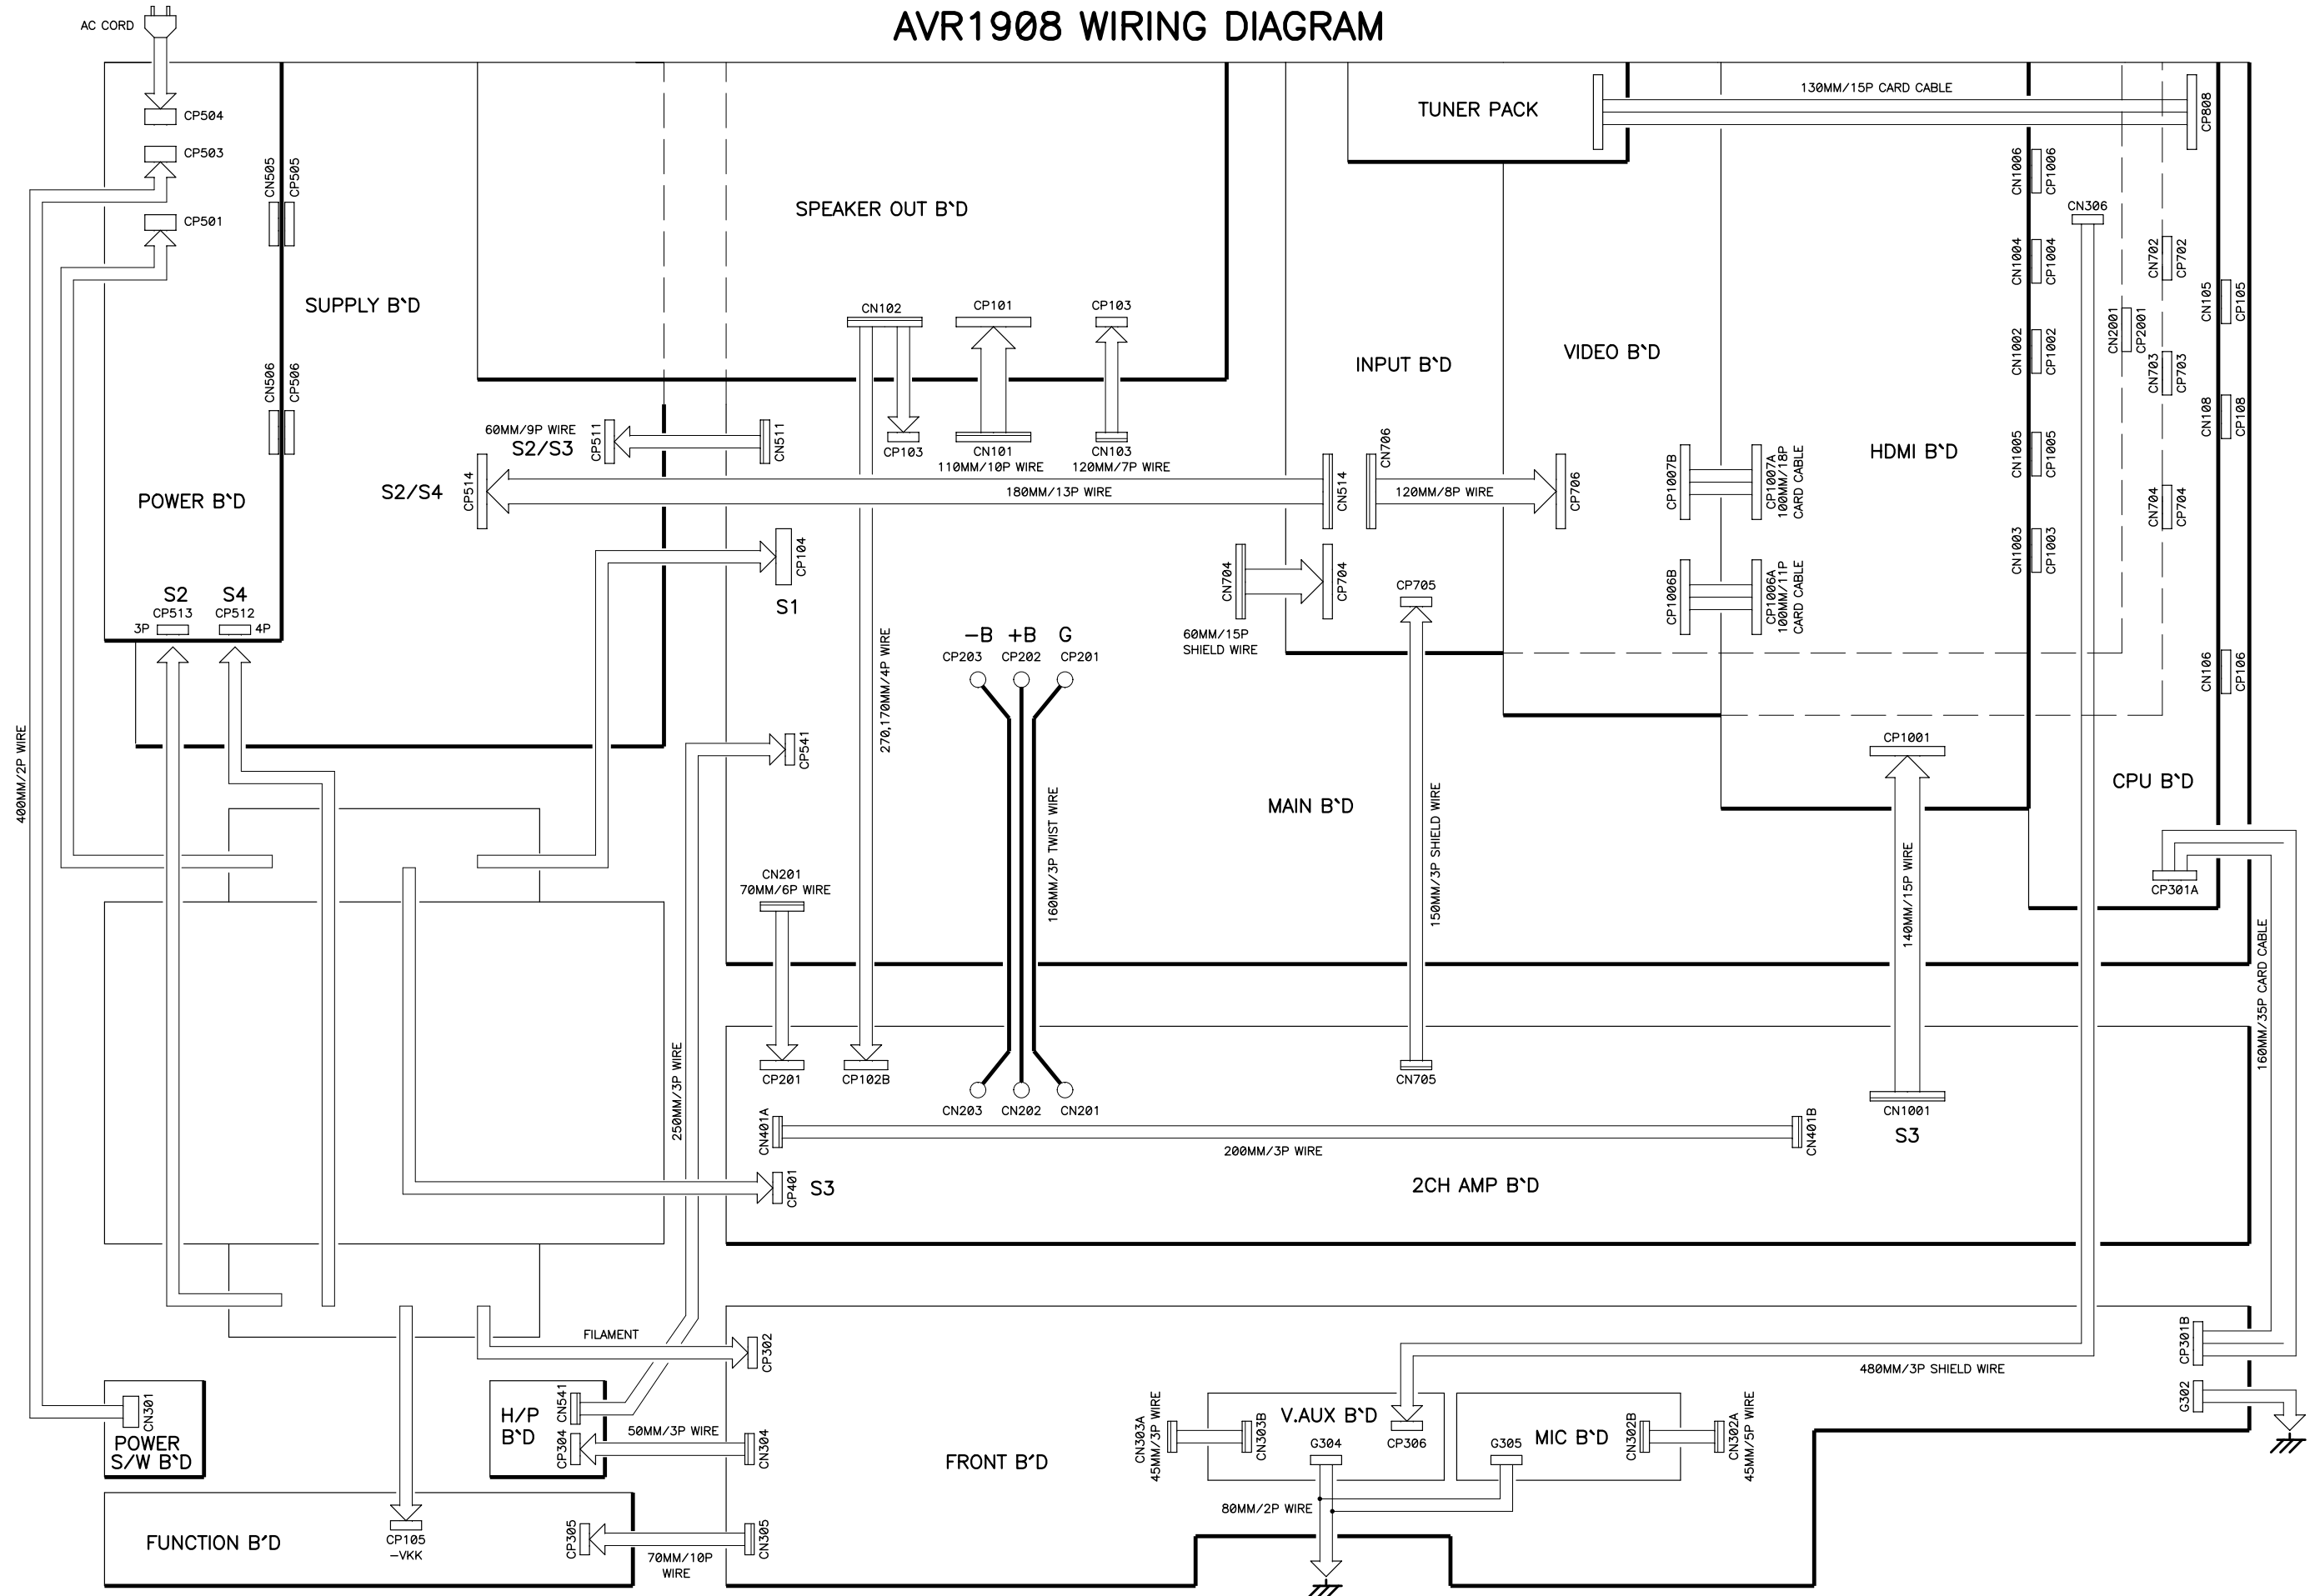 AVR1908 WIRING DIAGRAM
AC CORD
CP504
CP503
CP501
CN505
CP505
CN506
CP506
SUPPLY B`D
POWER B`D
S2
CP513
3P
S4
CP512
4P
400MM/2P WIRE
SPEAKER OUT B`D
CN102
CP101
CP103
CP103
CN101
110MM/10P WIRE
CN103
120MM/7P WIRE
60MM/9P WIRE
S2/S3
CP511
CN511
S2/S4
CP514
180MM/13P WIRE
CN514
CP104
S1
270,170MM/4P WIRE
-B
+B
G
CP203
CP202
CP201
160MM/3P TWIST WIRE
CP541
250MM/3P WIRE
CN201
70MM/6P WIRE
MAIN B`D
TUNER PACK
130MM/15P CARD CABLE
CP808
INPUT B`D
VIDEO B`D
HDMI B`D
CN706
120MM/8P WIRE
CP706
CN704
CP704
60MM/15P
SHIELD WIRE
CP705
150MM/3P SHIELD WIRE
CP1007B
CP1007A
100MM/18P
CARD CABLE
CP1006B
CP1006A
100MM/11P
CARD CABLE
CN1006
CP1006
CN1004
CP1004
CN1002
CP1002
CN1005
CP1005
CN1003
CP1003
CN306
CN702
CP702
CN2001
CP2001
CN703
CP703
CN704
CP704
CN105
CP105
CN108
CP108
CN106
CP106
CP1001
140MM/15P WIRE
CPU B`D
CP301A
160MM/35P CARD CABLE
CP201
CP102B
CN203
CN202
CN201
CN705
CN1001
S3
CN401A
200MM/3P WIRE
CN401B
CP401
S3
2CH AMP B`D
FILAMENT
CP302
CN301
POWER
S/W B`D
H/P
B`D
CN541
CP304
50MM/3P WIRE
CN304
FUNCTION B´D
CP105
-VKK
CP305
70MM/10P
WIRE
CN305
FRONT B´D
CN303A
45MM/3P WIRE
CN303B
V.AUX B`D
CP306
G304
80MM/2P WIRE
G305
MIC B`D
CN302B
CN302A
45MM/5P WIRE
480MM/3P SHIELD WIRE
CP301B
G302